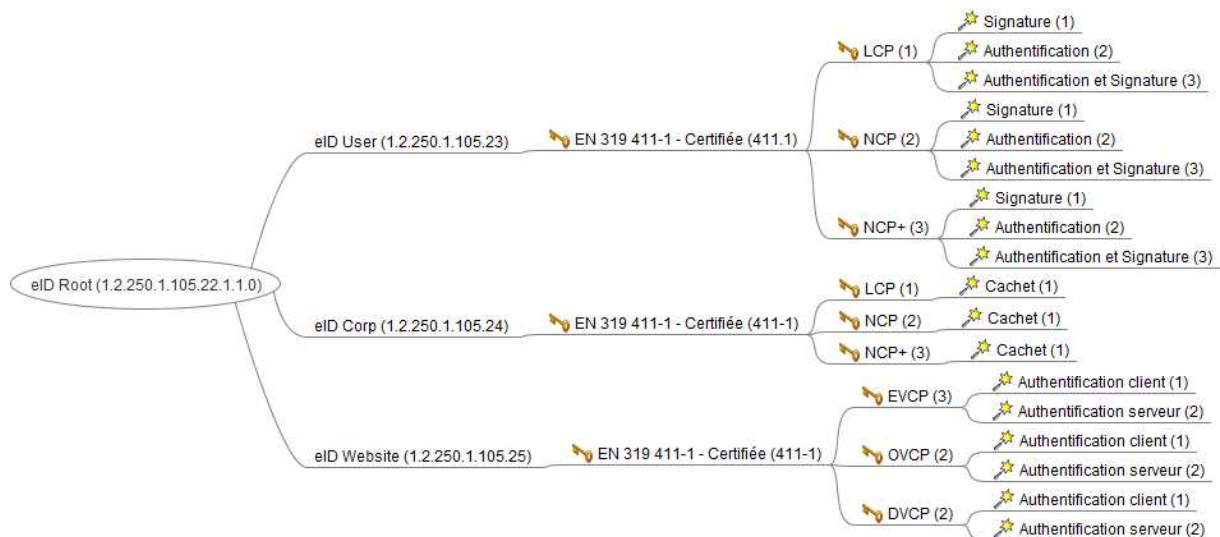 eID Root (1.2.250.1.105.22.1.1.0)
eID User (1.2.250.1.105.23)
EN 319 411-1 - Certifiée (411.1)
LCP (1)
Signature (1)
Authentification (2)
Authentification et Signature (3)
NCP (2)
Signature (1)
Authentification (2)
Authentification et Signature (3)
NCP+ (3)
Signature (1)
Authentification (2)
Authentification et Signature (3)
eID Corp (1.2.250.1.105.24)
EN 319 411-1 - Certifiée (411-1)
LCP (1)
Cachet (1)
NCP (2)
Cachet (1)
NCP+ (3)
Cachet (1)
eID Website (1.2.250.1.105.25)
EN 319 411-1 - Certifiée (411-1)
EVCP (3)
Authentification client (1)
Authentification serveur (2)
OVCP (2)
Authentification client (1)
Authentification serveur (2)
DVCP (2)
Authentification client (1)
Authentification serveur (2)